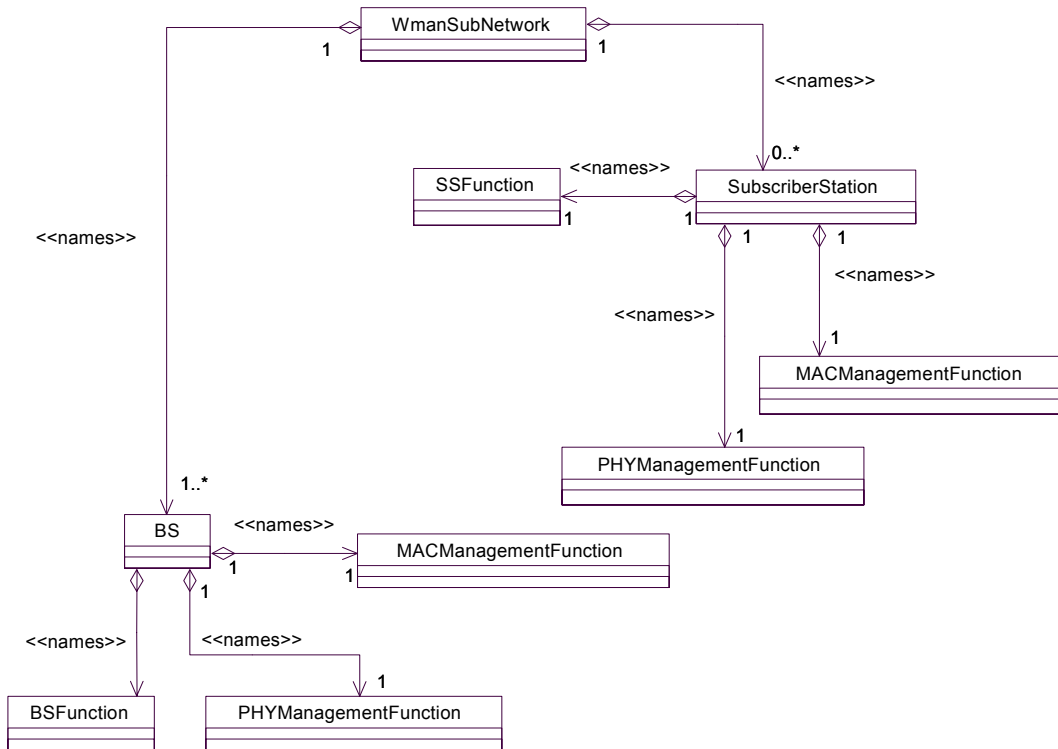 WmanSubNetwork
1
1
<<names>>
0..*
<<names>>
SSFunction
SubscriberStation
1
1
1
1
<<names>>
<<names>>
<<names>>
1
MACManagementFunction
1
PHYManagementFunction
1..*
<<names>>
BS
MACManagementFunction
1
1
1
<<names>>
<<names>>
1
BSFunction
PHYManagementFunction